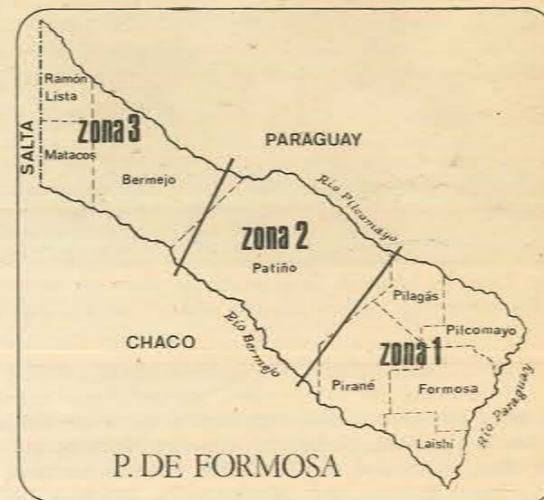 Ramón
Lista
SALTA
zona 3
Matacos
Bermejo
PARAGUAY
Río Pilcomayo
zona 2
Patiño
Pilagás
Pilcomayo
CHACO
Río Bermejo
zona 1
Pirané
Formosa
Río Paraguay
Laishí
P. DE FORMOSA